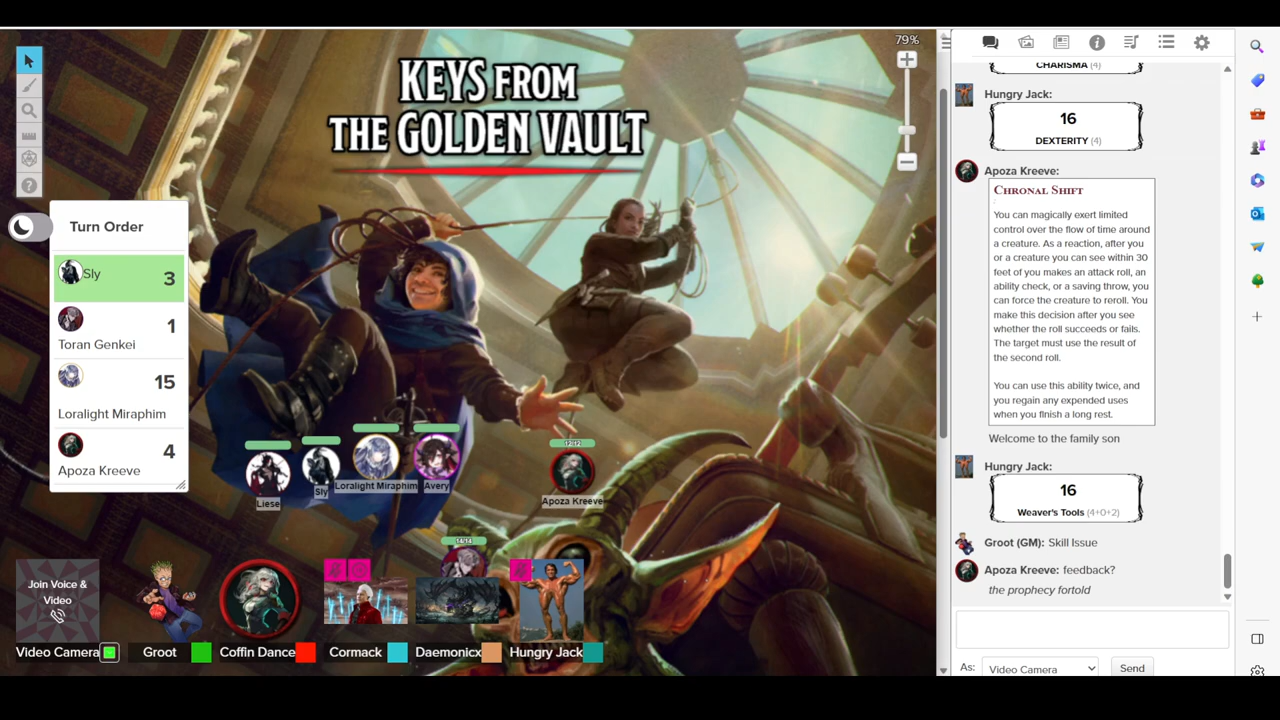 79%
KEYS FROM
THE GOLDEN VAULT
Turn Order
Sly
3
1
Toran Genkei
15
Loralight Miraphim
4
Apoza Kreeve
12/12
Liese
Sly
Loralight Miraphim
Avery
Apoza Kreeve
14/14
Join Voice &
Video
Video Camera
Groot
Coffin Dance
Cormack
Daemonicx
Hungry Jack
CHARISMA (4)
Hungry Jack:
16
DEXTERITY (4)
Apoza Kreeve:
CHRONAL SHIFT
You can magically exert limited
control over the flow of time around
a creature. As a reaction, after you
or a creature you can see within 30
feet of you makes an attack roll, an
ability check, or a saving throw, you
can force the creature to reroll. You
make this decision after you see
whether the roll succeeds or fails.
The target must use the result of
the second roll.
You can use this ability twice, and
you regain any expended uses
when you finish a long rest.
Welcome to the family son
Hungry Jack:
16
Weaver's Tools (4+0+2)
Groot (GM): Skill Issue
Apoza Kreeve: feedback?
the prophecy fortold
As:
Video Camera
Send